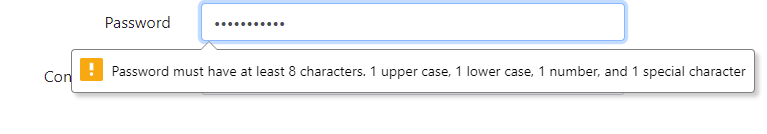 Password •••••••••••
Password must have at least 8 characters. 1 upper case, 1 lower case, 1 number, and 1 special character
Con